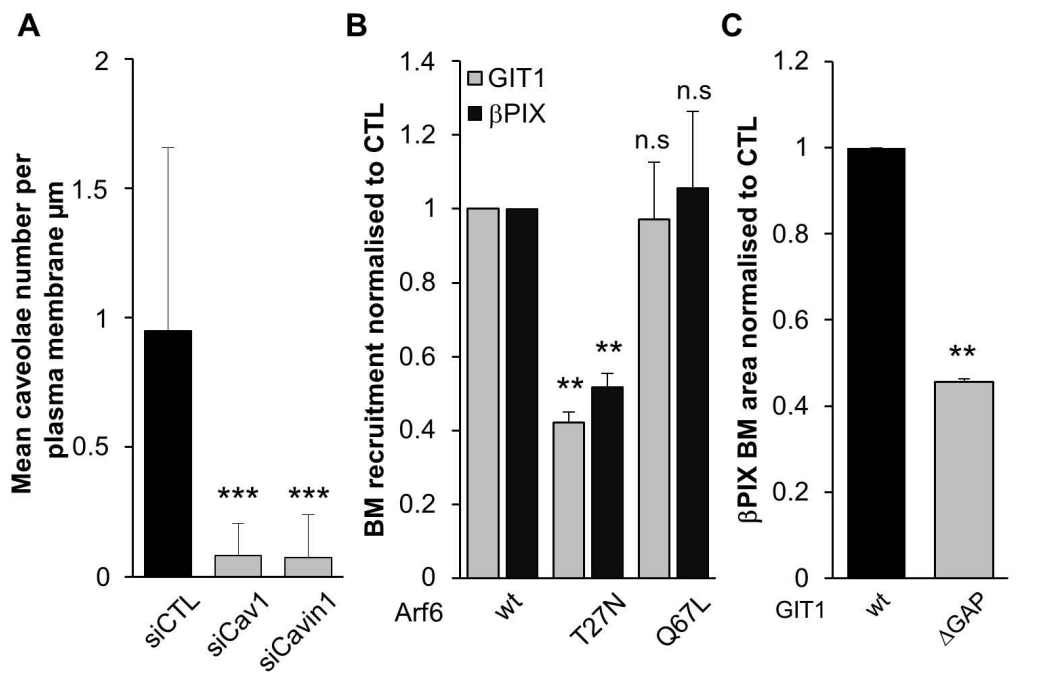 A
Mean caveolae number per
plasma membrane µm
2
1.5
1
0.5
0
***
***
siCTL
siCav1
siCavin1
B
BM recruitment normalised to CTL
1.4
1.2
1
0.8
0.6
0.4
0.2
0
GIT1
βPIX
**
**
n.s
n.s
Arf6
wt
T27N
Q67L
C
βPIX BM area normalised to CTL
1.2
1
0.8
0.6
0.4
0.2
0
**
GIT1
wt
ΔGAP